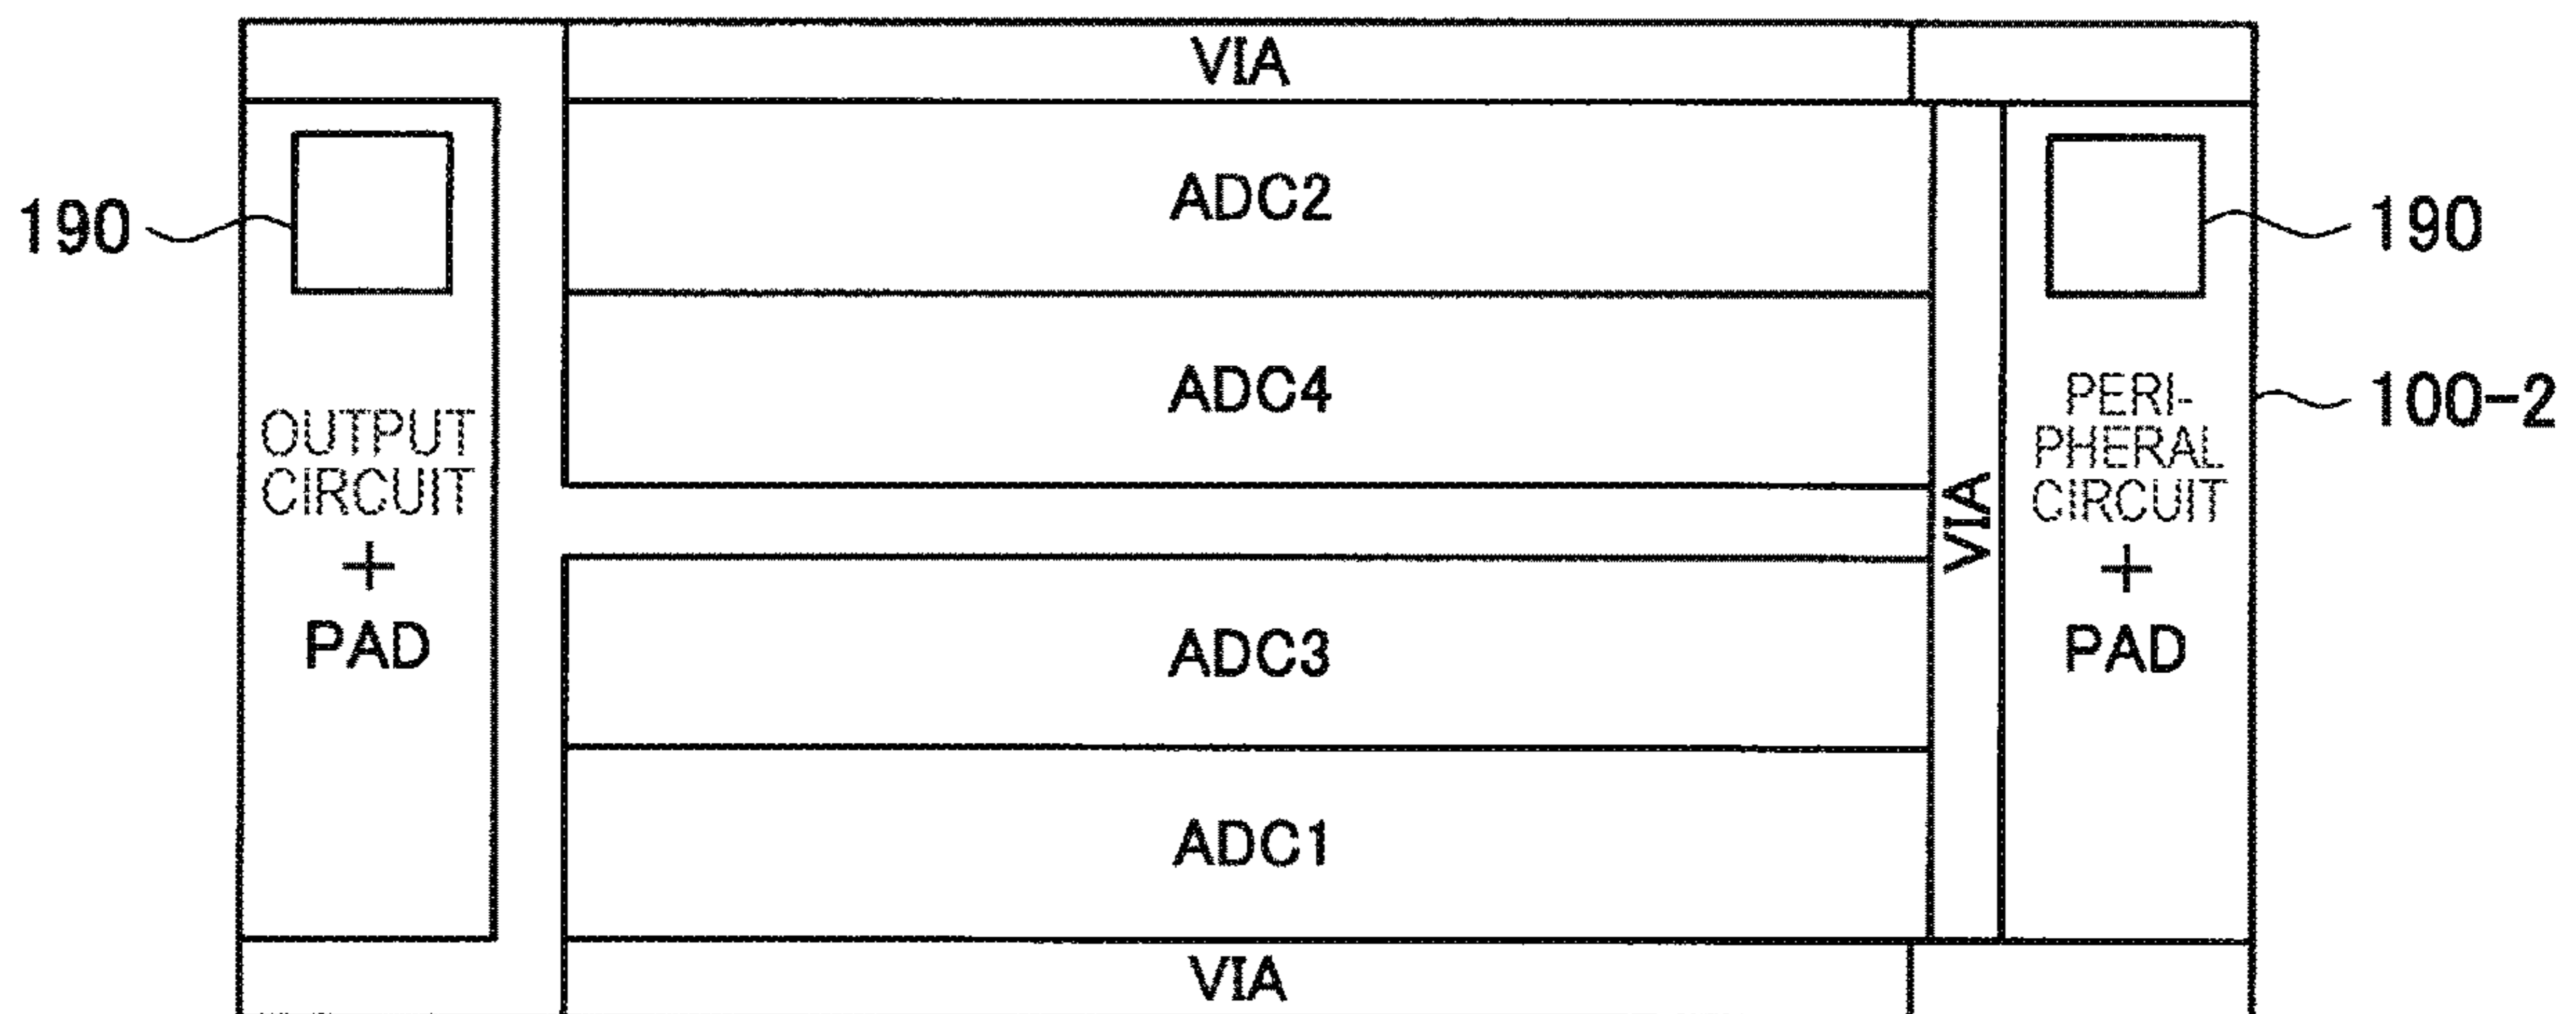 VIA
ADC2
190
190
ADC4
100-2
OUTPUT
CIRCUIT
+
PAD
PERI-
PHERAL
CIRCUIT
+
PAD
VIA
ADC3
ADC1
VIA